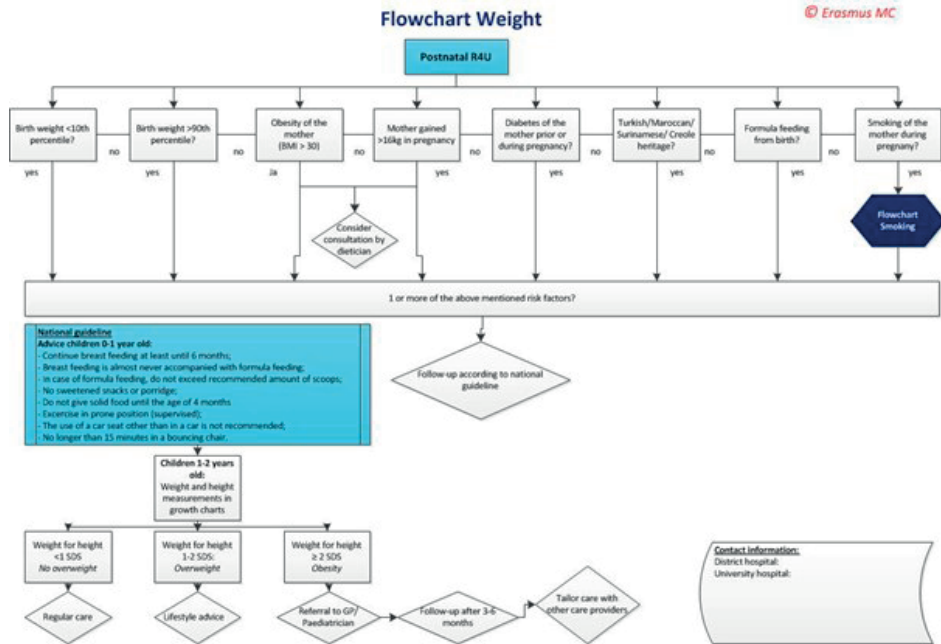 © Erasmus MC
Flowchart Weight
Postnatal R4U
Birth weight <10th
percentile?
no
Birth weight >90th
percentile?
no
Obesity of the
mother
(BMI > 30)
no
Mother gained
>16kg in pregnancy
no
Diabetes of the
mother prior or
during pregnancy?
no
Turkish/Maroccan/
Surinamese/ Creole
heritage?
no
Formula feeding
from birth?
no
Smoking of the
mother during
pregnany?
yes
yes
Ja
yes
yes
yes
yes
yes
Flowchart
Smoking
Consider
consultation by
dietician
1 or more of the above mentioned risk factors?
National guideline
Advice children 0-1 year old:
- Continue breast feeding at least until 6 months;
- Breast feeding is almost never accompanied with formula feeding;
- in case of formula feeding, do not exceed recommended amount of scoops;
- No sweetened snacks or porridge;
- Do not give solid food until the age of 4 months
- Excercise in prone position (supervised);
- The use of a car seat other than in a car is not recommended;
- No longer than 15 minutes in a bouncing chair.
Follow-up according to national
guideline
Children 1-2 years
old:
Weight and height
measurements in
growth charts
Weight for height
<1 SDS
No overweight
Weight for height
1-2 SDS:
Overweight
Weight for height
≥ 2 SDS
Obesity
Regular care
Lifestyle advice
Referral to GP/
Paediatrician
Follow-up after 3-6
months
Tailor care with
other care providers
Contact information:
District hospital:
University hospital: